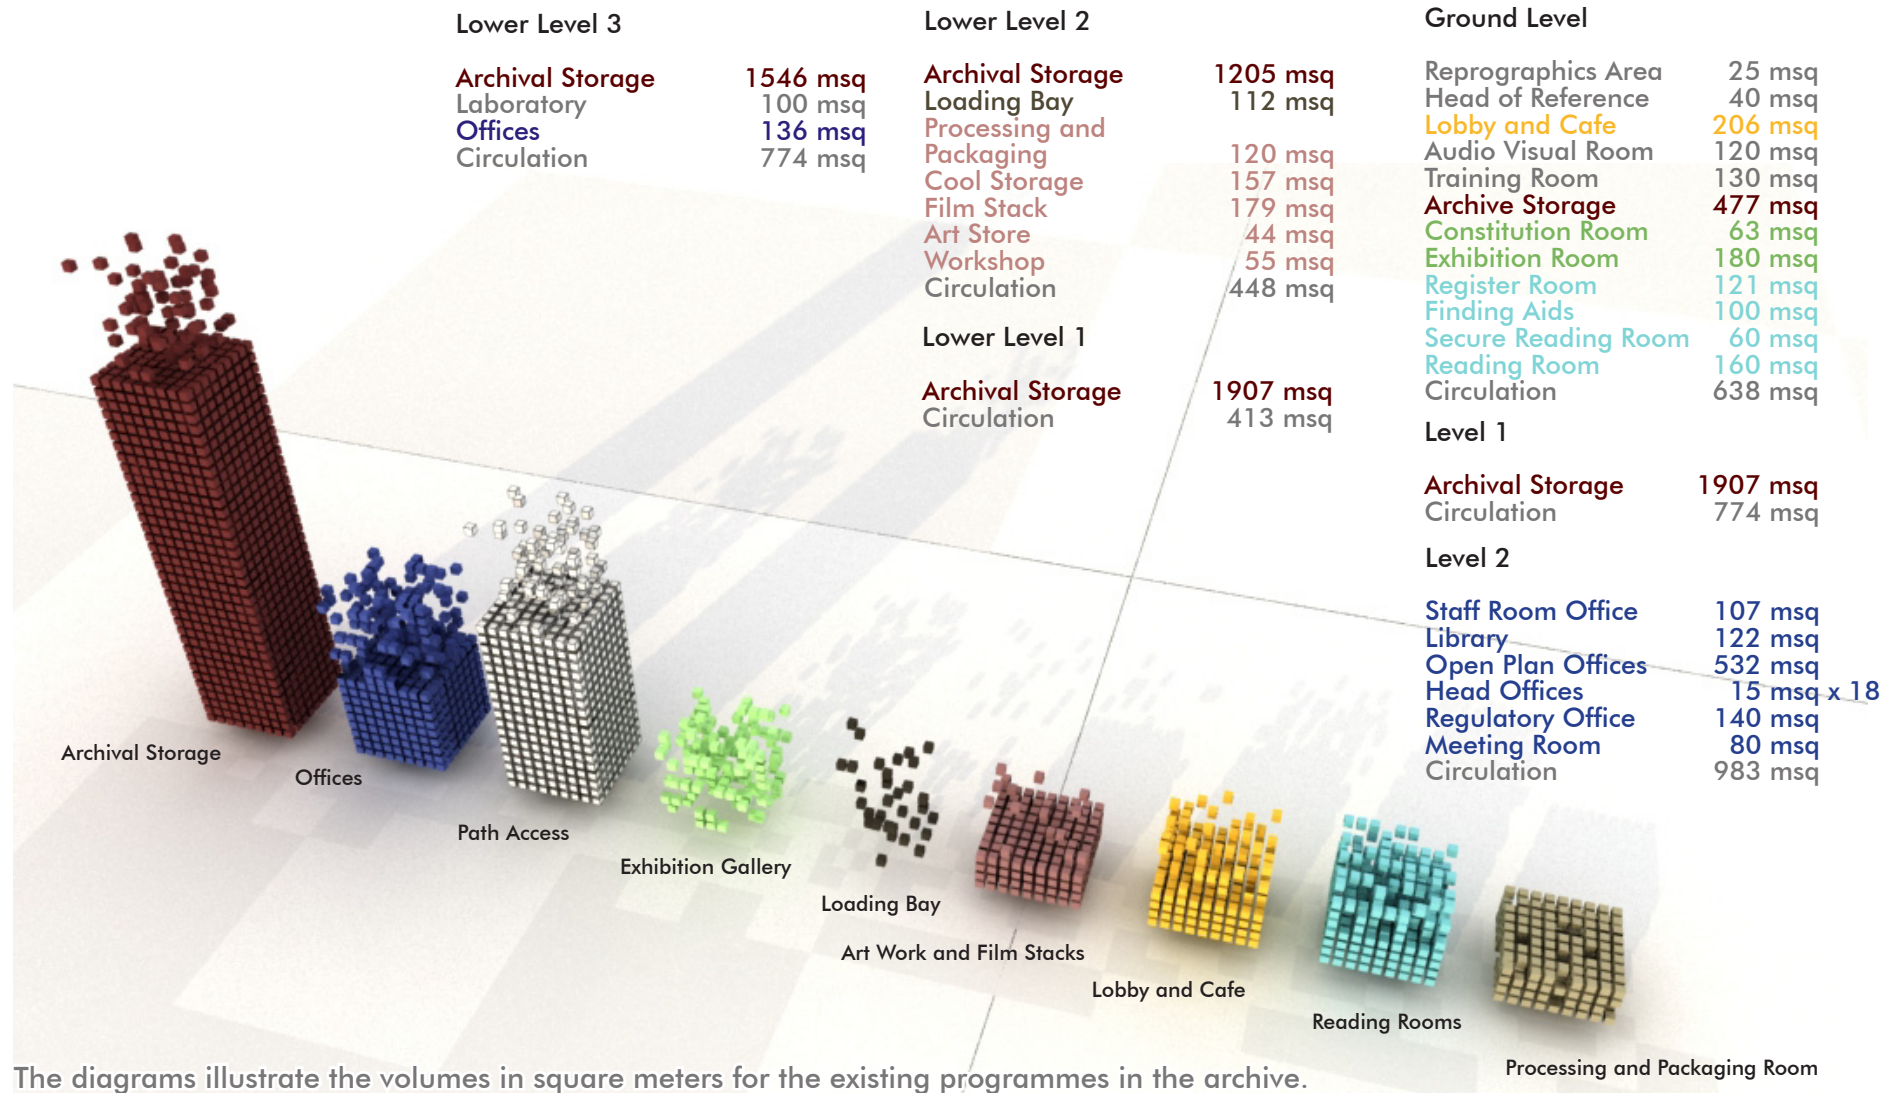 Lower Level 3
Archival Storage 1546 msq
Laboratory 100 msq
Offices 136 msq
Circulation 774 msq
Lower Level 2
Archival Storage 1205 msq
Loading Bay 112 msq
Processing and
Packaging 120 msq
Cool Storage 157 msq
Film Stack 179 msq
Art Store 44 msq
Workshop 55 msq
Circulation 448 msq
Lower Level 1
Archival Storage 1907 msq
Circulation 413 msq
Ground Level
Reprographics Area 25 msq
Head of Reference 40 msq
Lobby and Cafe 206 msq
Audio Visual Room 120 msq
Training Room 130 msq
Archive Storage 477 msq
Constitution Room 63 msq
Exhibition Room 180 msq
Register Room 121 msq
Finding Aids 100 msq
Secure Reading Room 60 msq
Reading Room 160 msq
Circulation 638 msq
Level 1
Archival Storage 1907 msq
Circulation 774 msq
Level 2
Staff Room Office 107 msq
Library 122 msq
Open Plan Offices 532 msq
Head Offices 15 msq x 18
Regulatory Office 140 msq
Meeting Room 80 msq
Circulation 983 msq
Archival Storage
Offices
Path Access
Exhibition Gallery
Loading Bay
Art Work and Film Stacks
Lobby and Cafe
Reading Rooms
Processing and Packaging Room
The diagrams illustrate the volumes in square meters for the existing programmes in the archive.